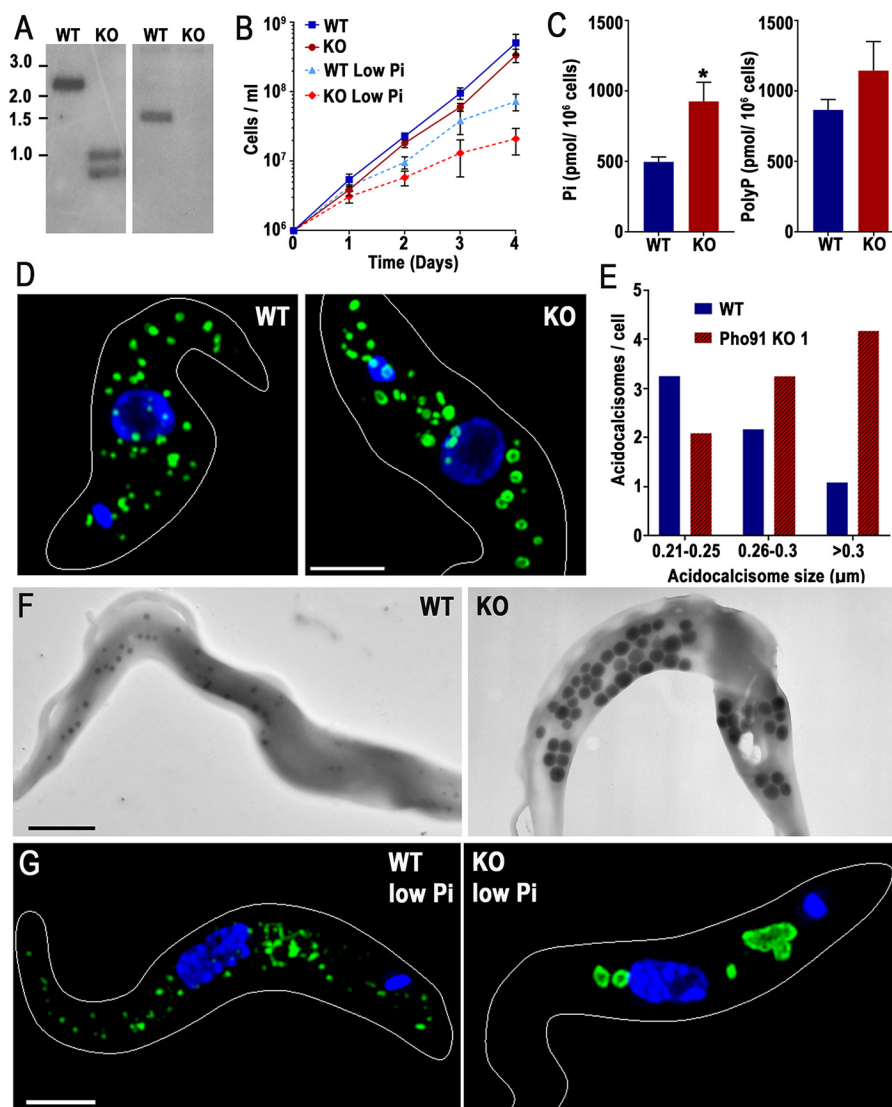 A
WT KO WT KO
3.0
2.0
1.5
1.0
B
Cells / ml
10⁹
10⁸
10⁷
10⁶
WT
KO
WT Low Pi
KO Low Pi
0 1 2 3 4
Time (Days)
C
Pi (pmol/ 10⁶ cells)
1500
1000
500
0
*
WT KO
PolyP (pmol/ 10⁶ cells)
1500
1000
500
0
WT KO
D
WT
KO
E
Acidocalcisomes / cell
5
4
3
2
1
0
WT
Pho91 KO 1
0.21-0.25 0.26-0.3 >0.3
Acidocalcisome size (µm)
F
WT
KO
G
WT
low Pi
KO
low Pi